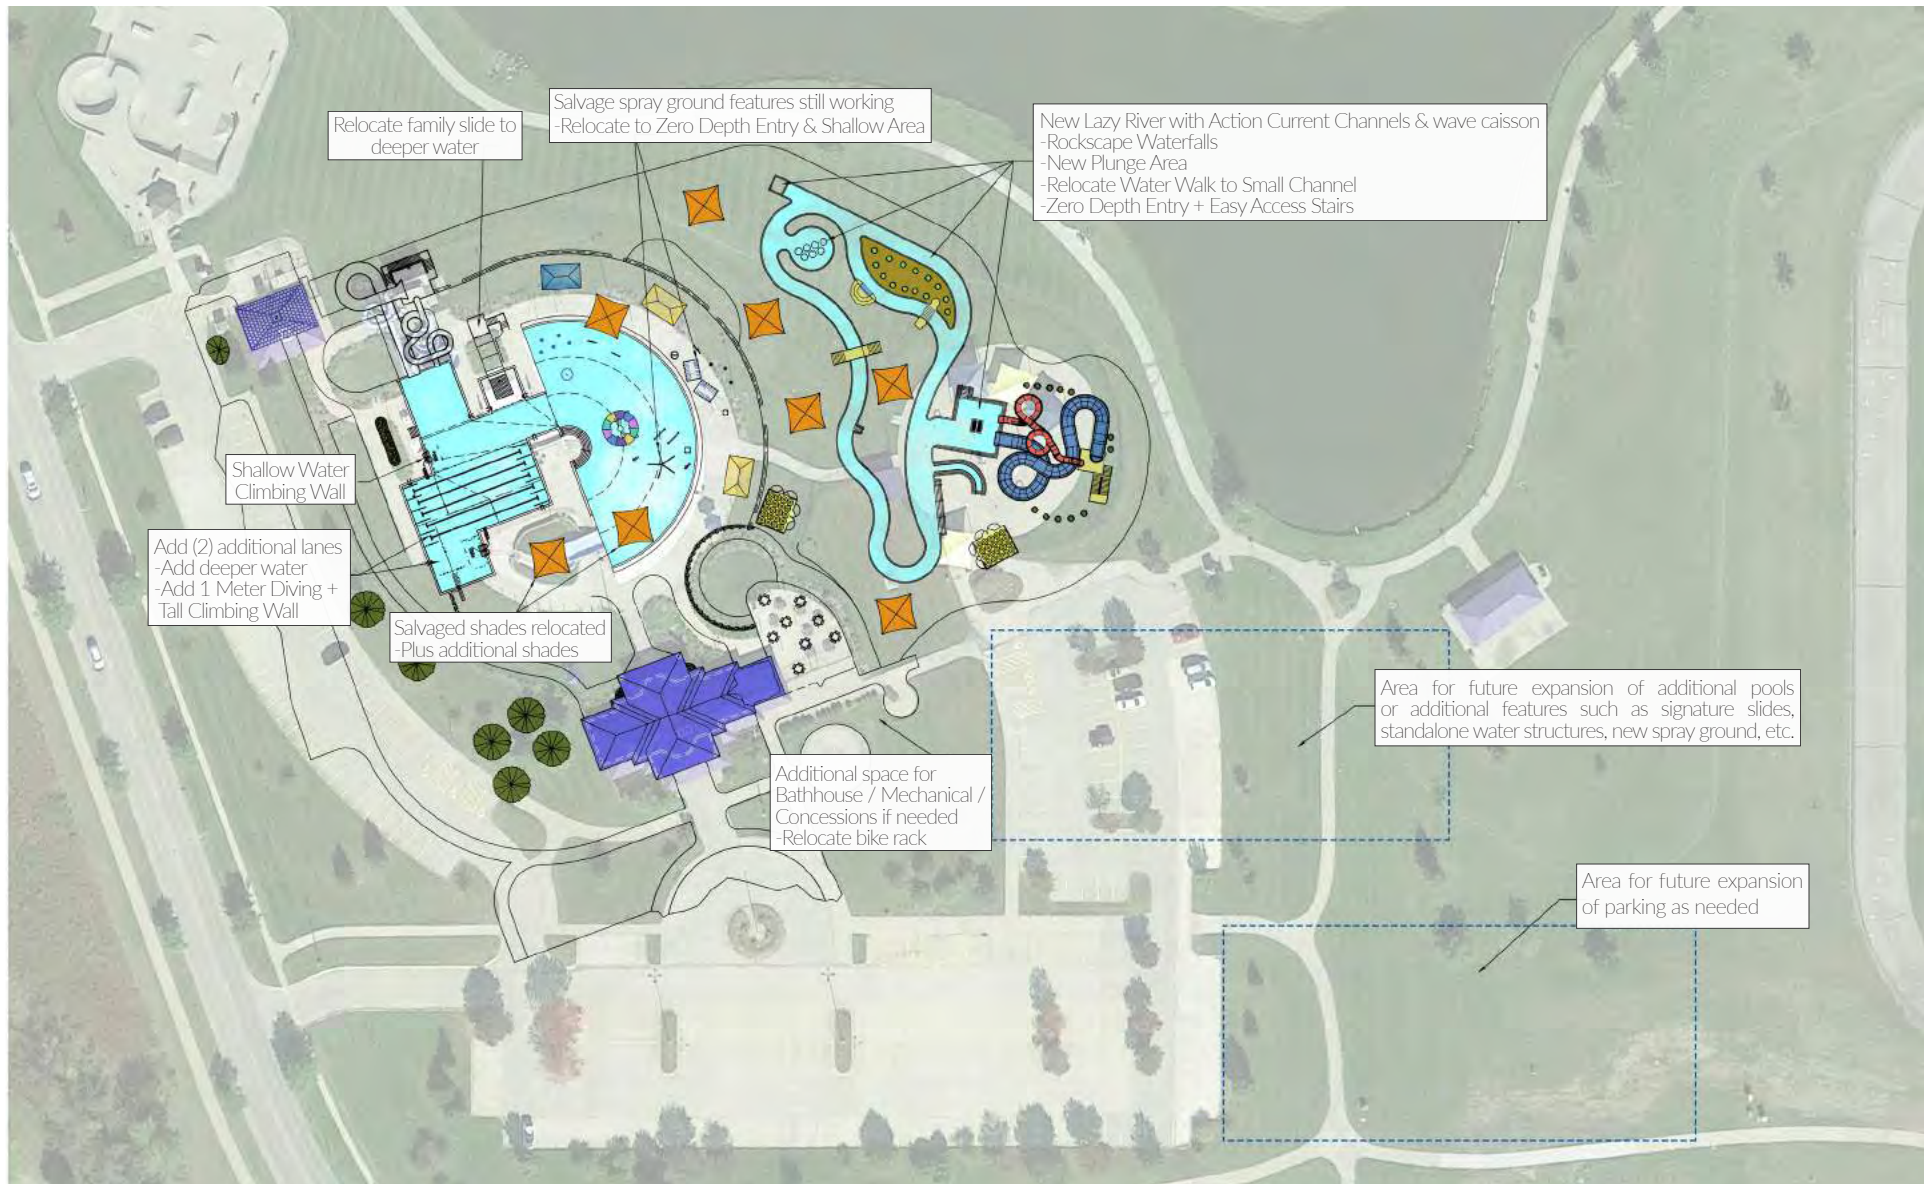 Relocate family slide to
deeper water
Salvage spray ground features still working
-Relocate to Zero Depth Entry & Shallow Area
New Lazy River with Action Current Channels & wave caisson
-Rockscape Waterfalls
-New Plunge Area
-Relocate Water Walk to Small Channel
-Zero Depth Entry + Easy Access Stairs
Shallow Water
Climbing Wall
Add (2) additional lanes
-Add deeper water
-Add 1 Meter Diving +
Tall Climbing Wall
Salvaged shades relocated
-Plus additional shades
Area for future expansion of additional pools
or additional features such as signature slides,
standalone water structures, new spray ground, etc.
Additional space for
Bathhouse / Mechanical /
Concessions if needed
-Relocate bike rack
Area for future expansion
of parking as needed